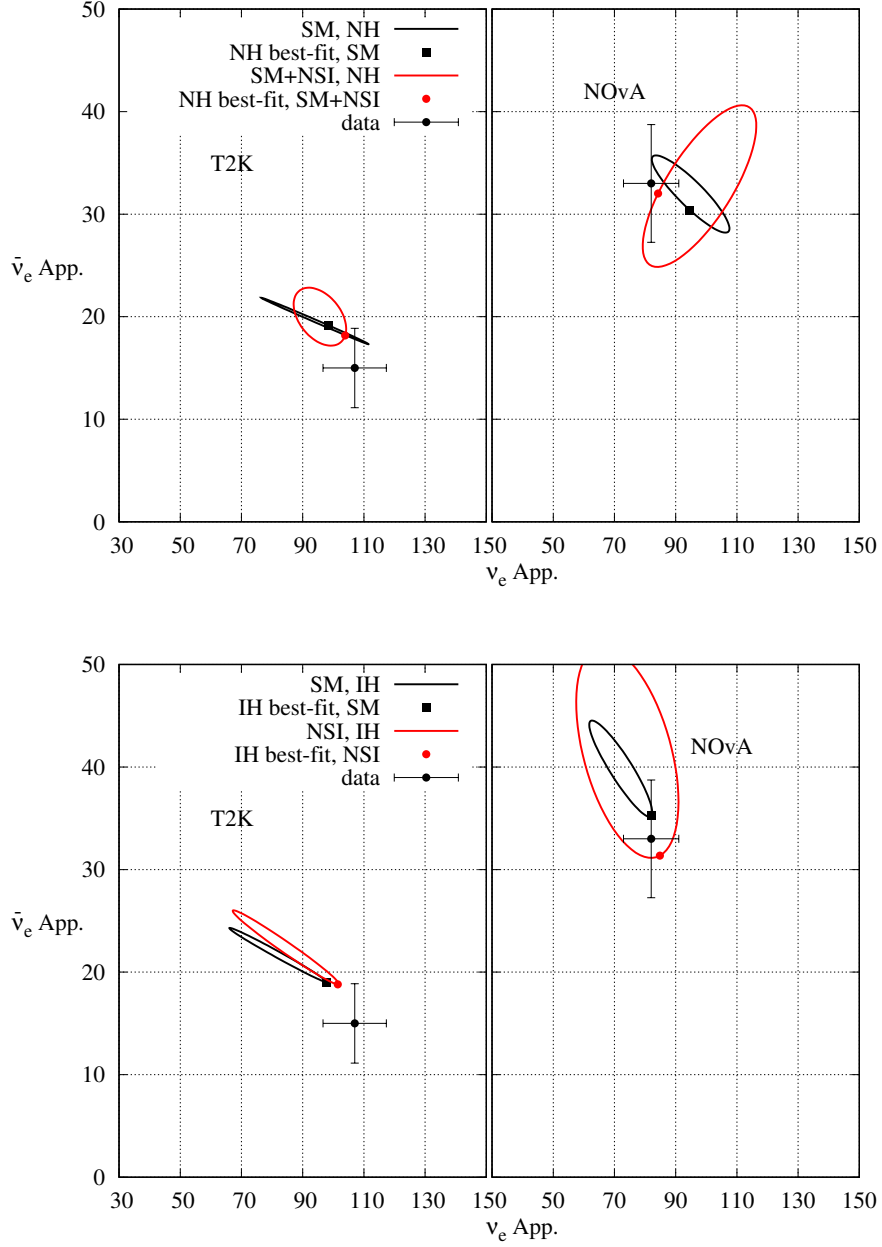 50
40
30
20
10
0
ν̄e App.
SM, NH
NH best-fit, SM
SM+NSI, NH
NH best-fit, SM+NSI
data
T2K
NOvA
30 50 70 90 110 130 150 50 70 90 110 130 150
νe App.
50
40
30
20
10
0
ν̄e App.
SM, IH
IH best-fit, SM
NSI, IH
IH best-fit, NSI
data
T2K
NOvA
30 50 70 90 110 130 150 50 70 90 110 130 150
νe App.